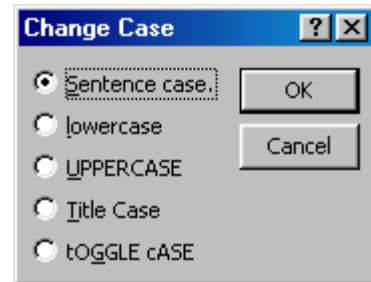 Change Case
Sentence case.
lowercase
UPPERCASE
Title Case
tOGGLE cASE
OK
Cancel